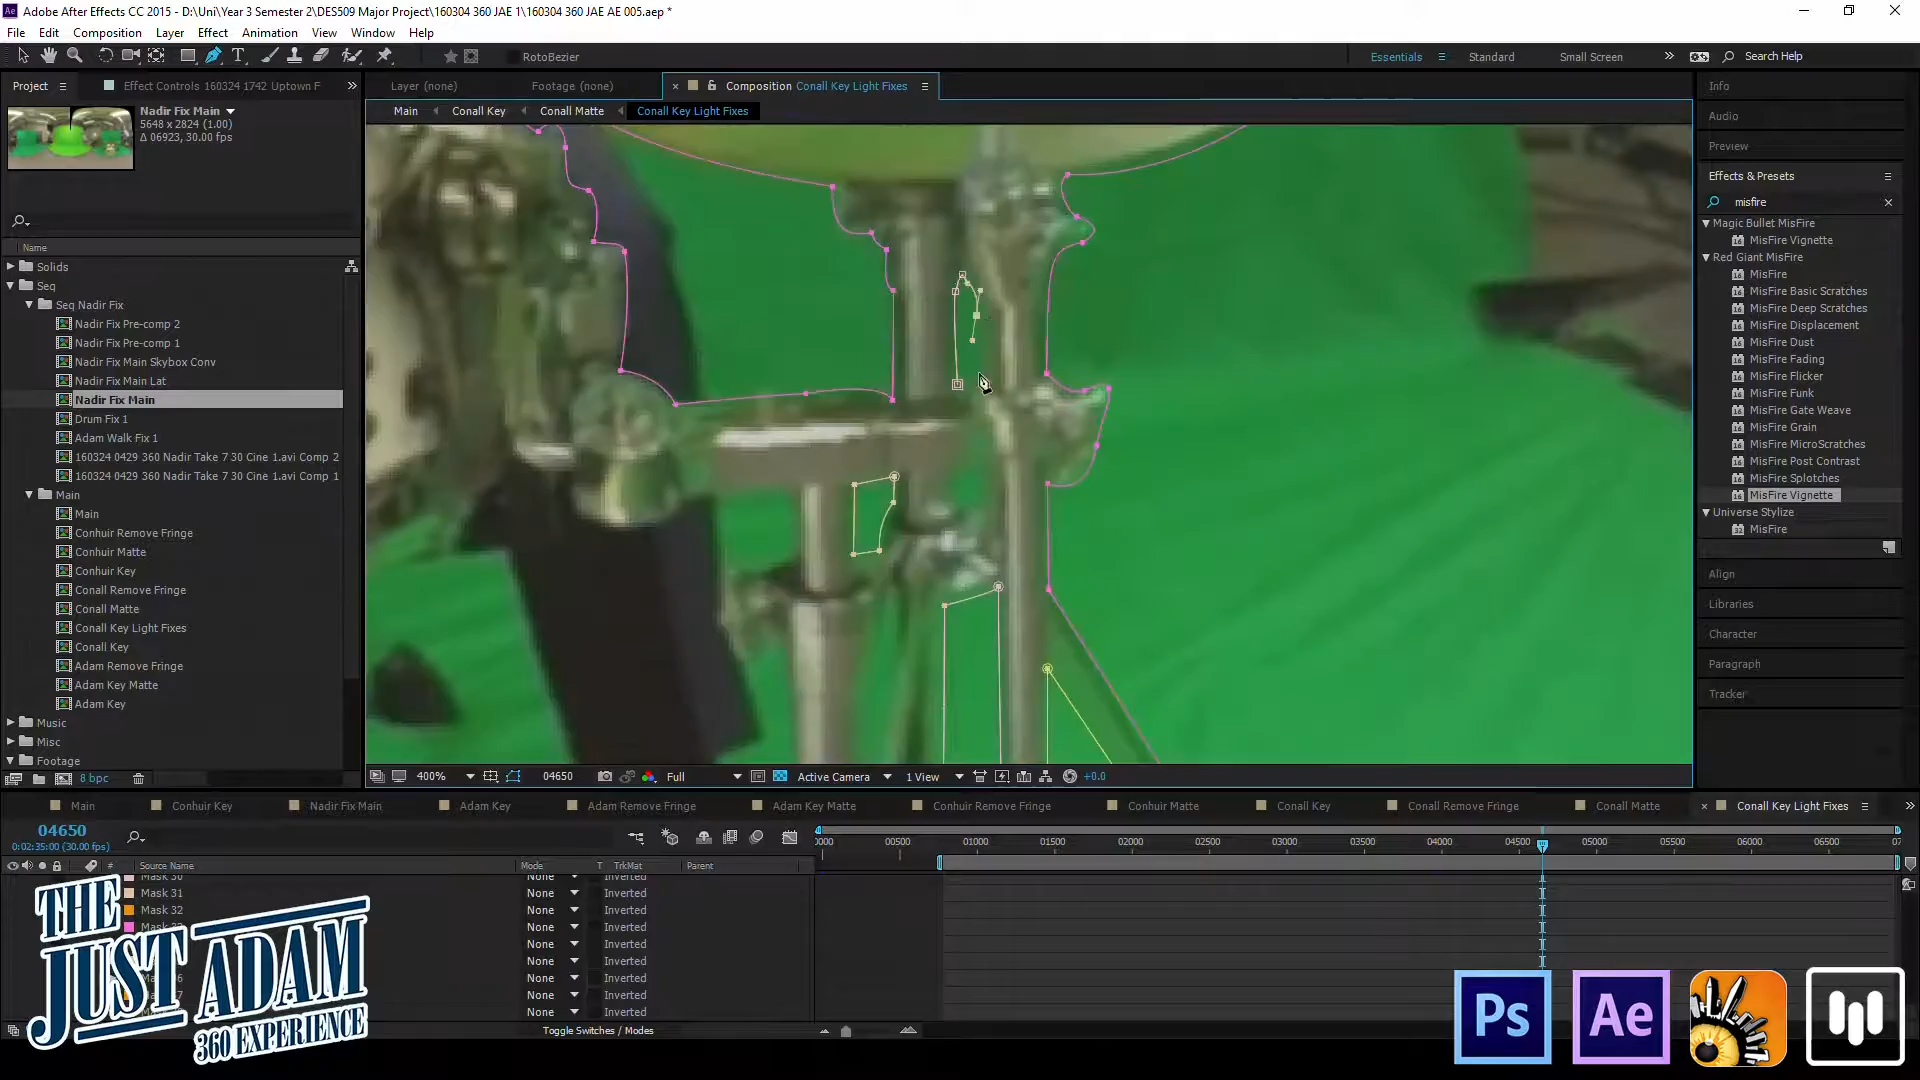 Adobe After Effects CC 2015 - D:\Uni\Year 3 Semester 2\DES509 Major Project\160304 360 JAE 1\160304 360 JAE AE 005.aep *
File Edit Composition Layer Effect Animation View Window Help
RotoBezier
Essentials Standard Small Screen Search Help
Project Effect Controls 160324 1742 Uptown F
Layer (none) Footage (none) Composition Conall Key Light Fixes
Main Conall Key Conall Matte Conall Key Light Fixes
Nadir Fix Main
5648 x 2824 (1.00)
Δ 06923, 30.00 fps
Name
Solids
Seq
Seq Nadir Fix
Nadir Fix Pre-comp 2
Nadir Fix Pre-comp 1
Nadir Fix Main Skybox Conv
Nadir Fix Main Lat
Nadir Fix Main
Drum Fix 1
Adam Walk Fix 1
160324 0429 360 Nadir Take 7 30 Cine 1.avi Comp 2
160324 0429 360 Nadir Take 7 30 Cine 1.avi Comp 1
Main
Main
Conhuir Remove Fringe
Conhuir Matte
Conhuir Key
Conall Remove Fringe
Conall Matte
Conall Key Light Fixes
Conall Key
Adam Remove Fringe
Adam Key Matte
Adam Key
Music
Misc
Footage
8 bpc
Info
Audio
Preview
Effects & Presets
misfire
Magic Bullet MisFire
MisFire Vignette
Red Giant MisFire
MisFire
MisFire Basic Scratches
MisFire Deep Scratches
MisFire Displacement
MisFire Dust
MisFire Fading
MisFire Flicker
MisFire Funk
MisFire Gate Weave
MisFire Grain
MisFire MicroScratches
MisFire Post Contrast
MisFire Splotches
MisFire Vignette
Universe Stylize
MisFire
Align
Libraries
Character
Paragraph
Tracker
400% 04650 Full Active Camera 1 View +0.0
Main Conhuir Key Nadir Fix Main Adam Key Adam Remove Fringe Adam Key Matte Conhuir Remove Fringe Conhuir Matte Conall Key Conall Remove Fringe Conall Matte Conall Key Light Fixes
04650
0:02:35:00 (30.00 fps)
0000 00500 01000 01500 02000 02500 03000 03500 04000 04500 05000 05500 06000 06500 07
# Source Name Mode T TrkMat Parent
Mask 30 None Inverted
Mask 31 None Inverted
Mask 32 None Inverted
None Inverted
None Inverted
None Inverted
None Inverted
None Inverted
None Inverted
Toggle Switches / Modes
THE
JUST ADAM
360 EXPERIENCE
Ps Ae